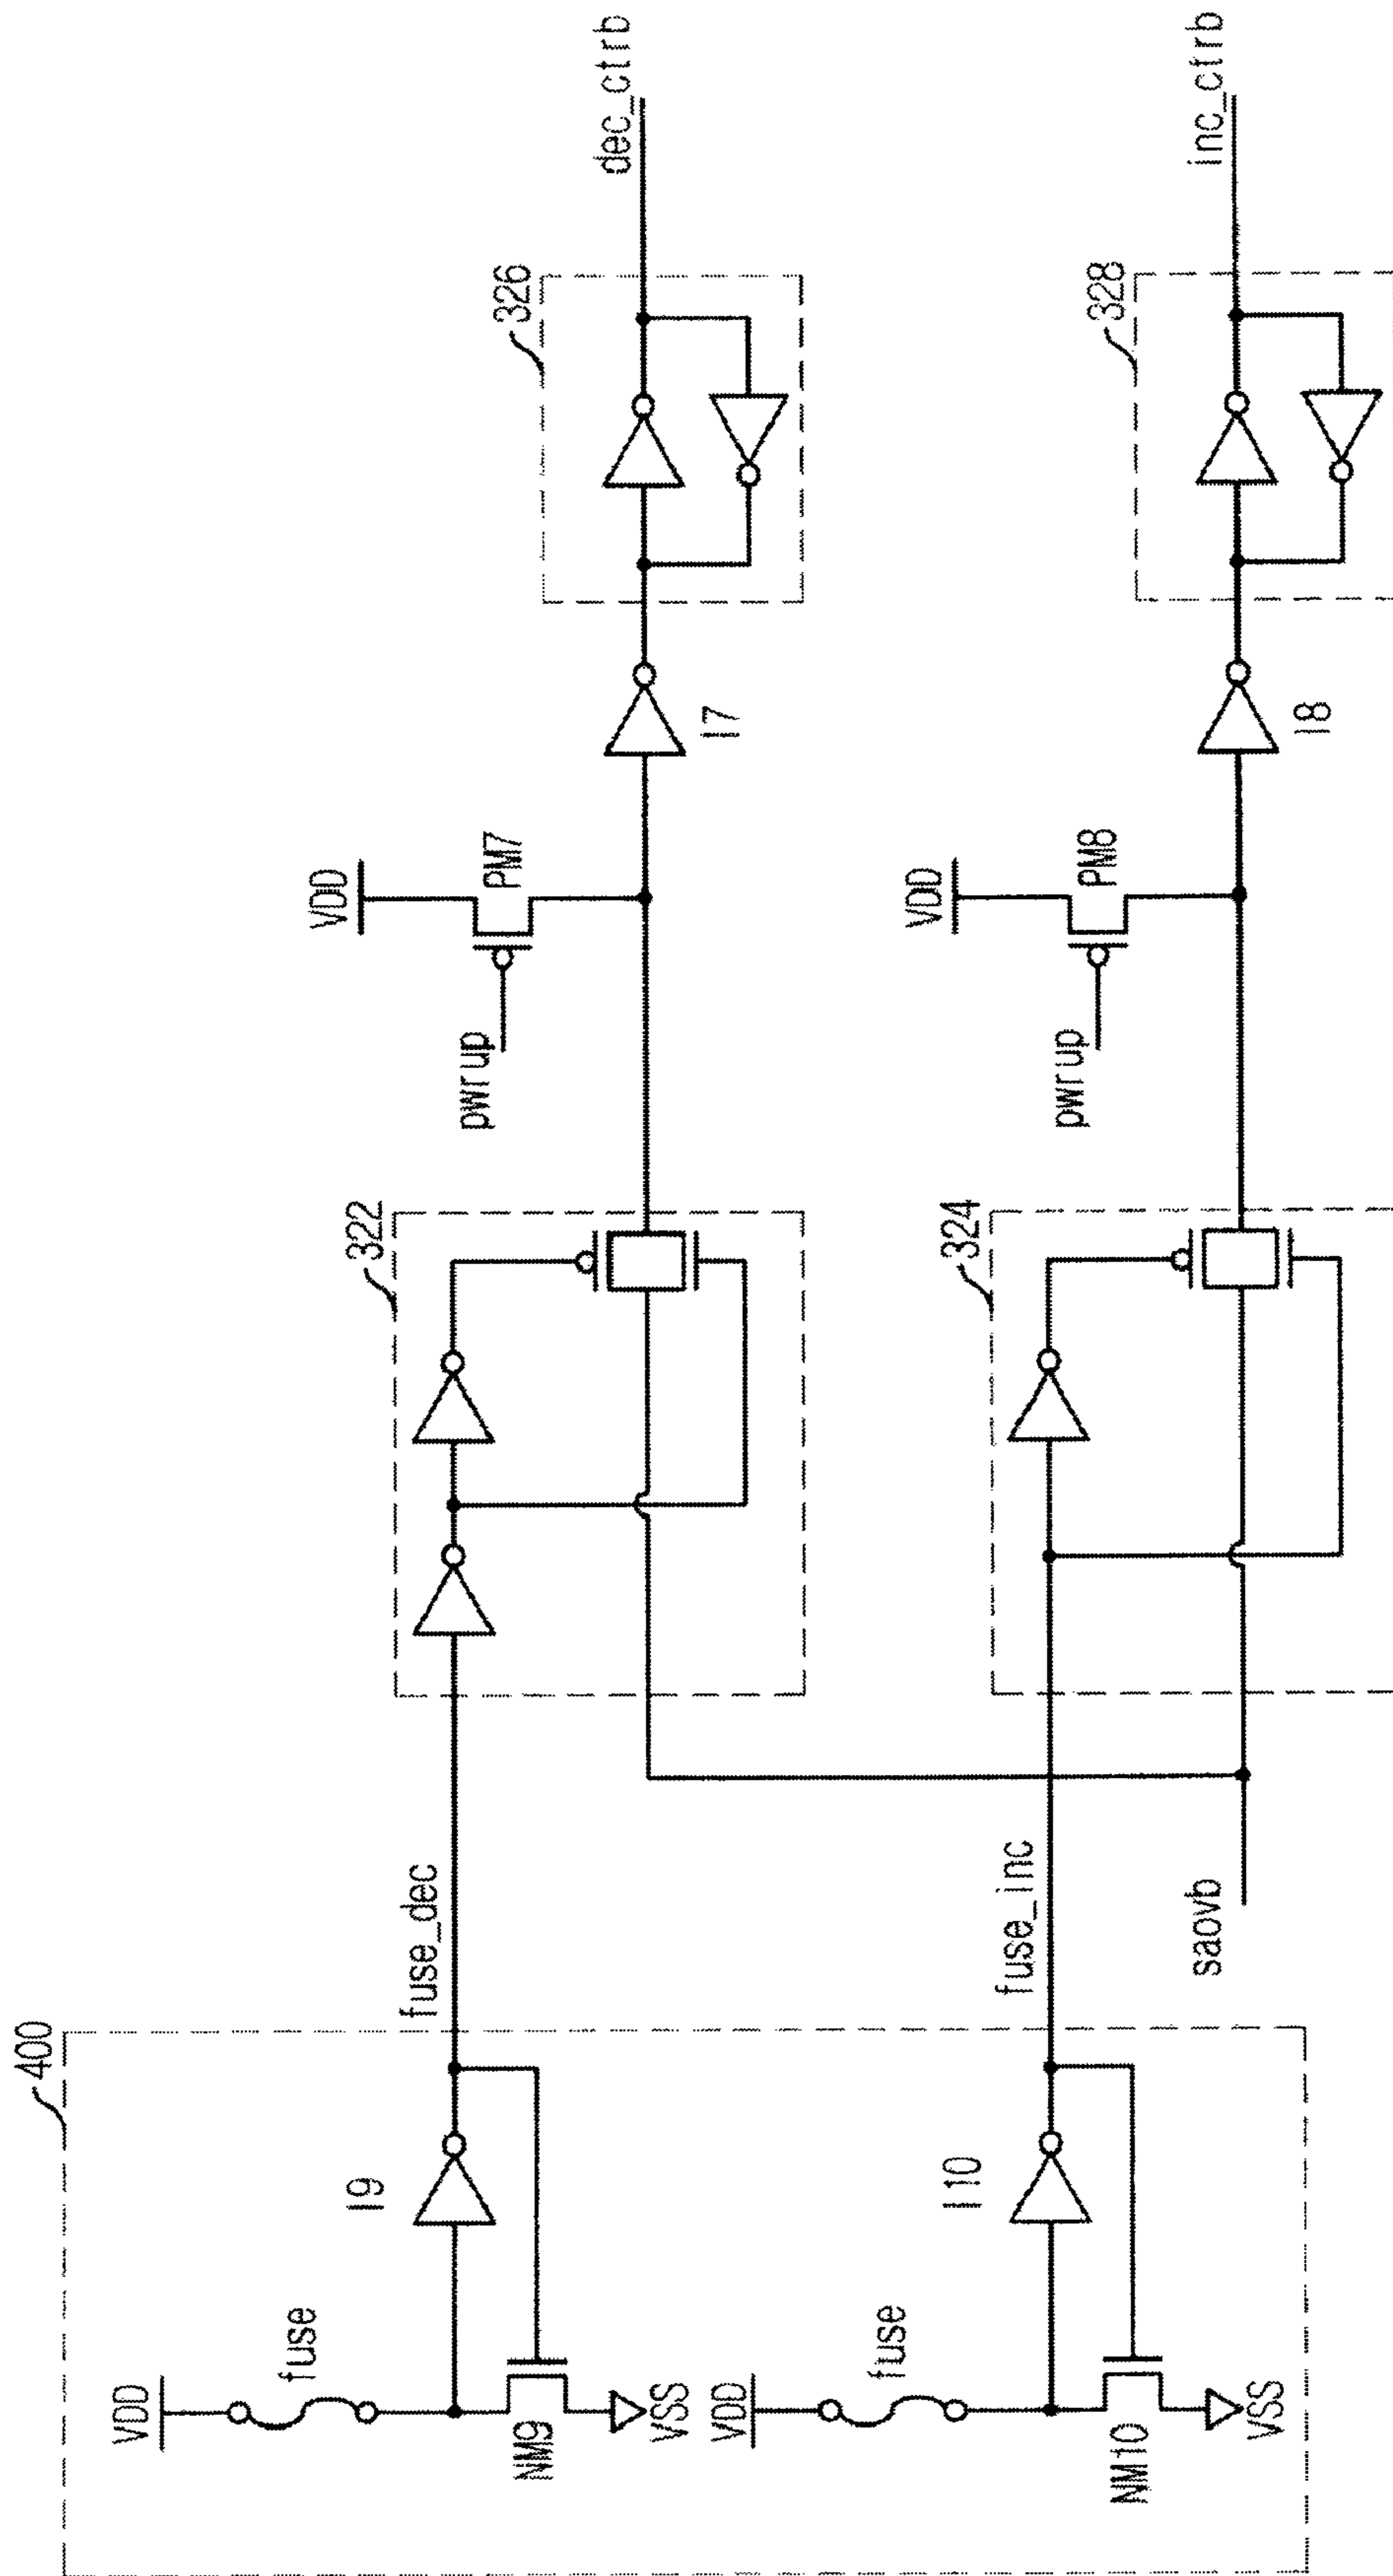 400
VDD
fuse
I9
NM9
VSS
fuse_dec
322
pwrup
VDD
PM7
I7
326
dec_ctrb
VDD
fuse
I10
NM10
VSS
fuse_inc
saovb
324
pwrup
VDD
PM8
I8
328
inc_ctrb